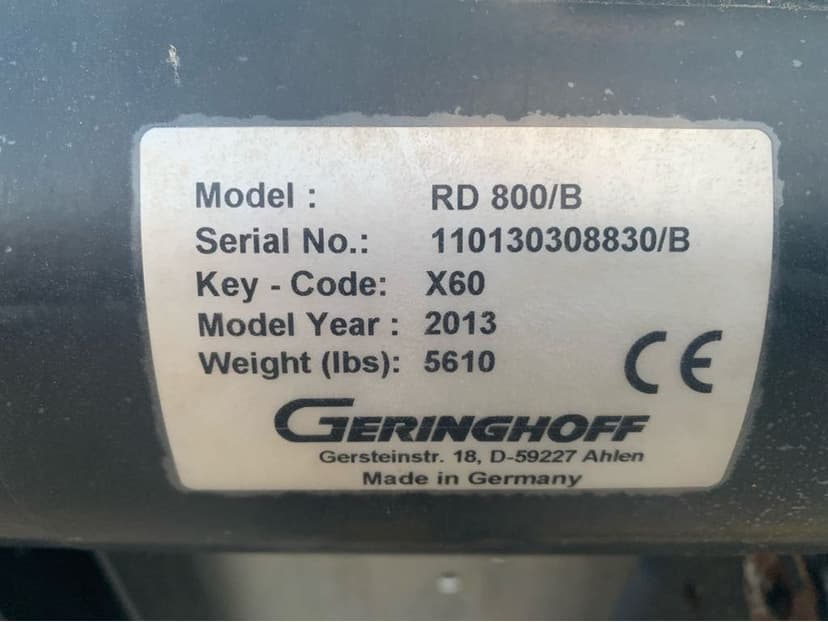 Model : RD 800/B
Serial No.: 110130308830/B
Key - Code: X60
Model Year : 2013
Weight (lbs): 5610
CE
GERINGHOFF
Gersteinstr. 18, D-59227 Ahlen
Made in Germany